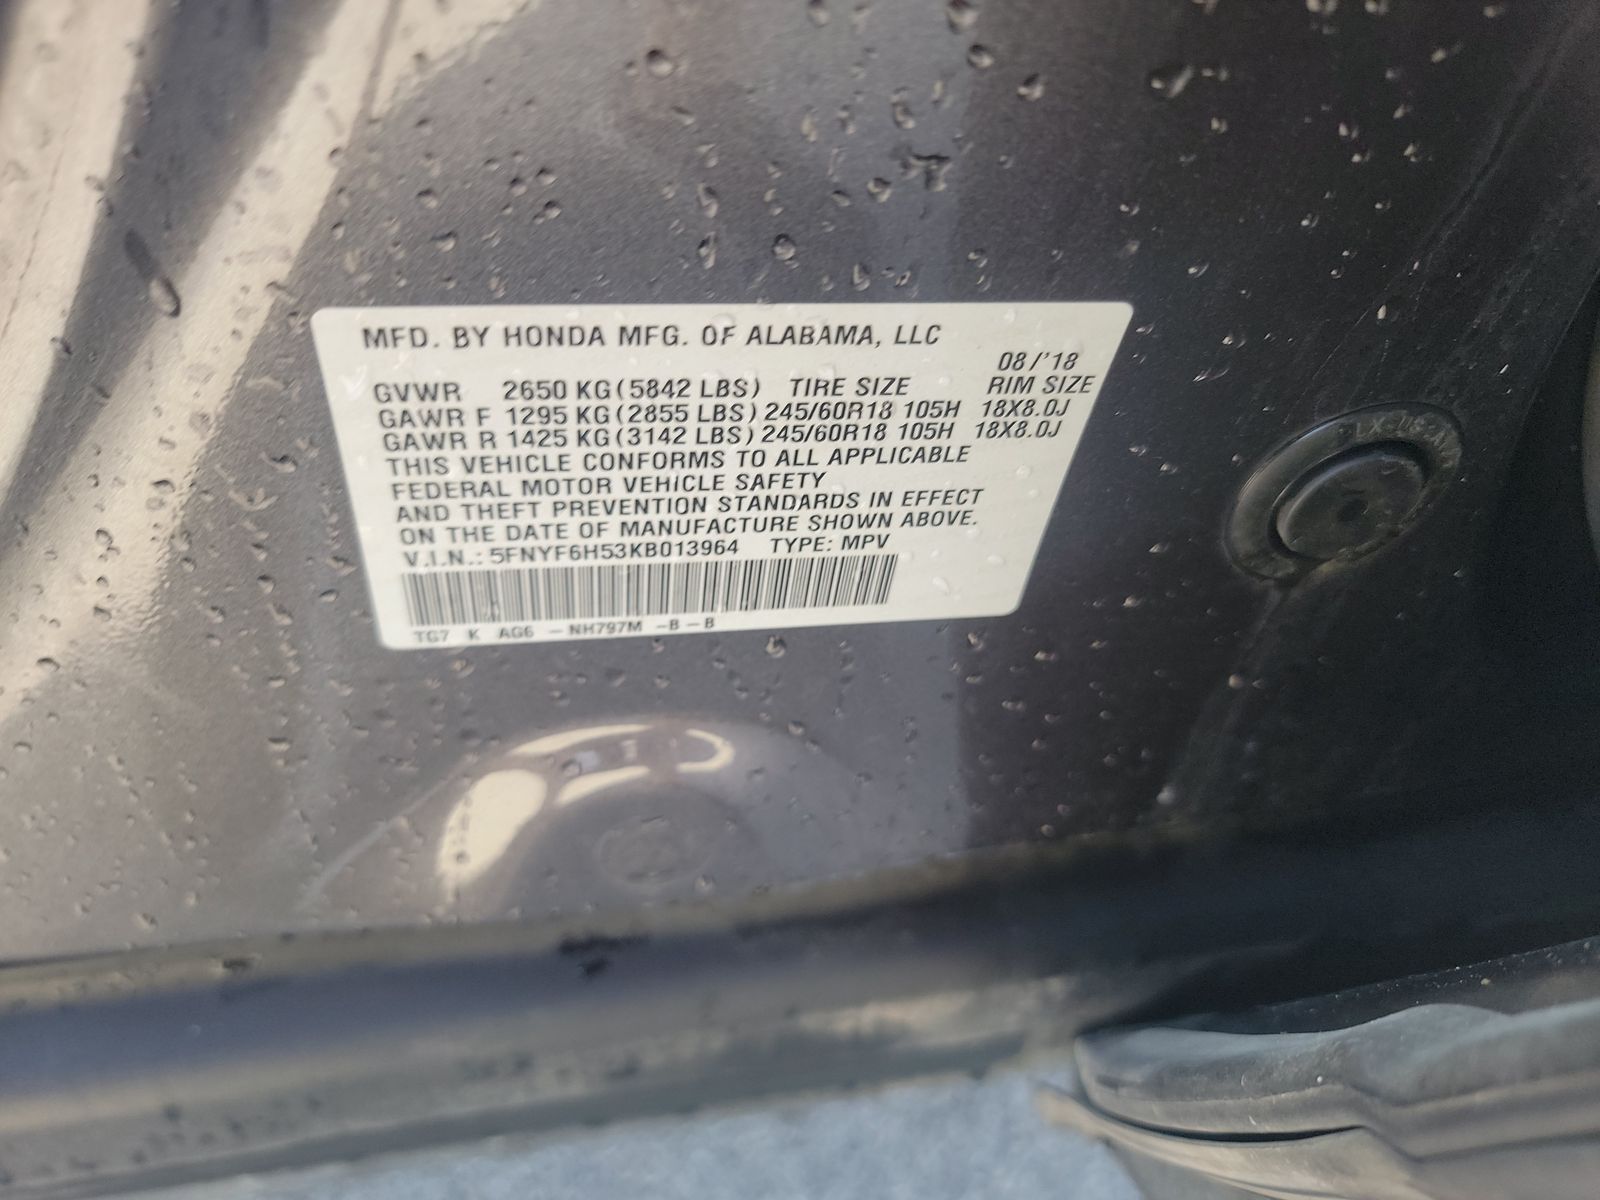 MFD. BY HONDA MFG. OF ALABAMA, LLC
08/'18
GVWR 2650 KG(5842 LBS) TIRE SIZE RIM SIZE
GAWR F 1295 KG(2855 LBS) 245/60R18 105H 18X8.0J
GAWR R 1425 KG(3142 LBS) 245/60R18 105H 18X8.0J
THIS VEHICLE CONFORMS TO ALL APPLICABLE
FEDERAL MOTOR VEHICLE SAFETY
AND THEFT PREVENTION STANDARDS IN EFFECT
ON THE DATE OF MANUFACTURE SHOWN ABOVE.
V.I.N.: 5FNYF6H53KB013964 TYPE: MPV
TG7 K AG6 -NH797M -B-B